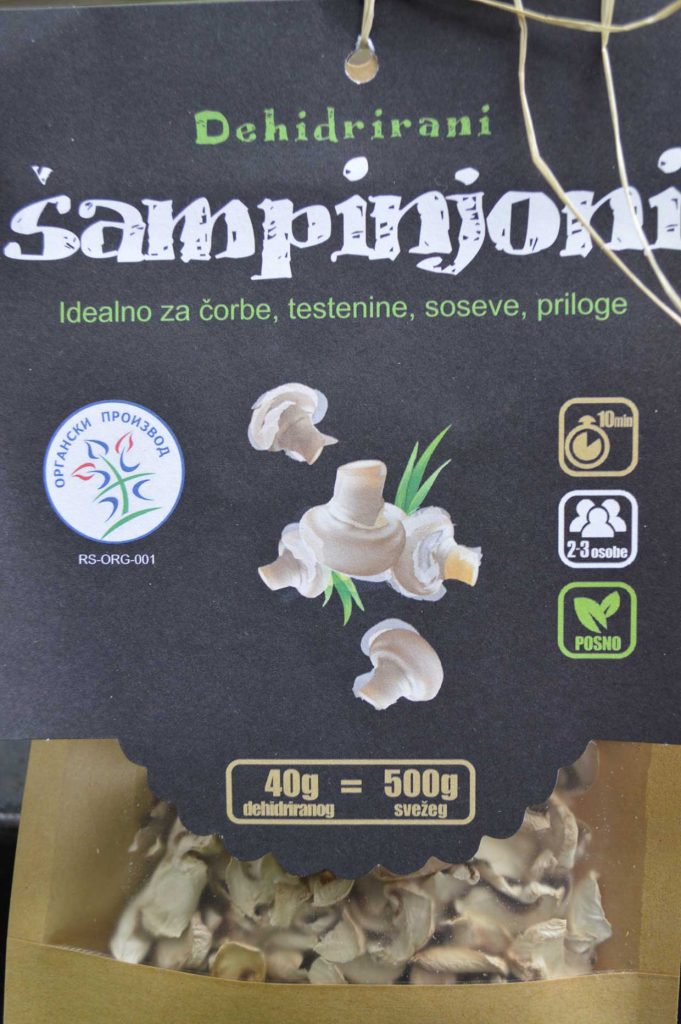 Dehidrirani
šampinjoni
Idealno za čorbe, testenine, soseve, priloge
ОРГАНСКИ ПРОИЗВОД
RS-ORG-001
10min
2-3 osobe
POSNO
40g = 500g
dehidriranog svežeg